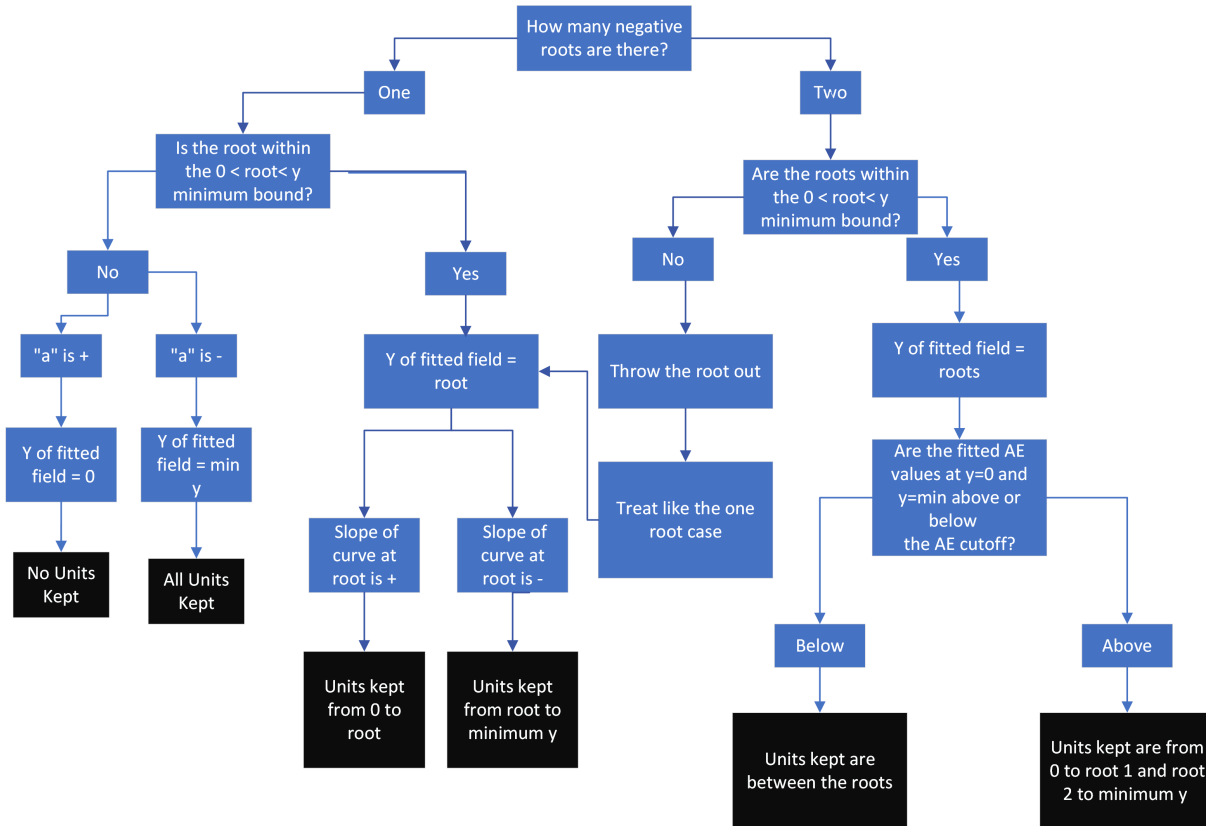 How many negative
roots are there?
One
Two
Is the root within
the 0 < root< y
minimum bound?
Are the roots within
the 0 < root< y
minimum bound?
No
Yes
No
Yes
"a" is +
"a" is -
Y of fitted field =
root
Throw the root out
Y of fitted field =
roots
Y of fitted
field = 0
Y of fitted
field = min
y
Are the fitted AE
values at y=0 and
y=min above or
below
the AE cutoff?
Treat like the one
root case
Slope of
curve at
root is +
Slope of
curve at
root is -
No Units
Kept
All Units
Kept
Below
Above
Units kept
from 0 to
root
Units kept
from root to
minimum y
Units kept are
between the roots
Units kept are from
0 to root 1 and root
2 to minimum y